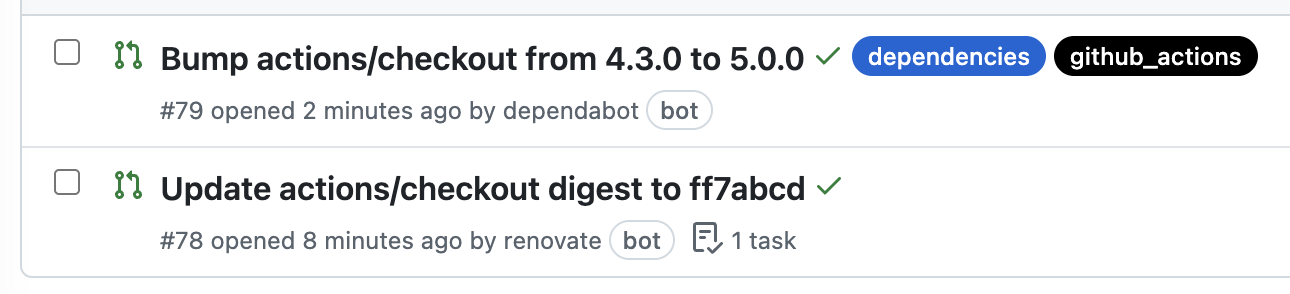 Bump actions/checkout from 4.3.0 to 5.0.0 dependencies github_actions
#79 opened 2 minutes ago by dependabot bot
Update actions/checkout digest to ff7abcd
#78 opened 8 minutes ago by renovate bot 1 task